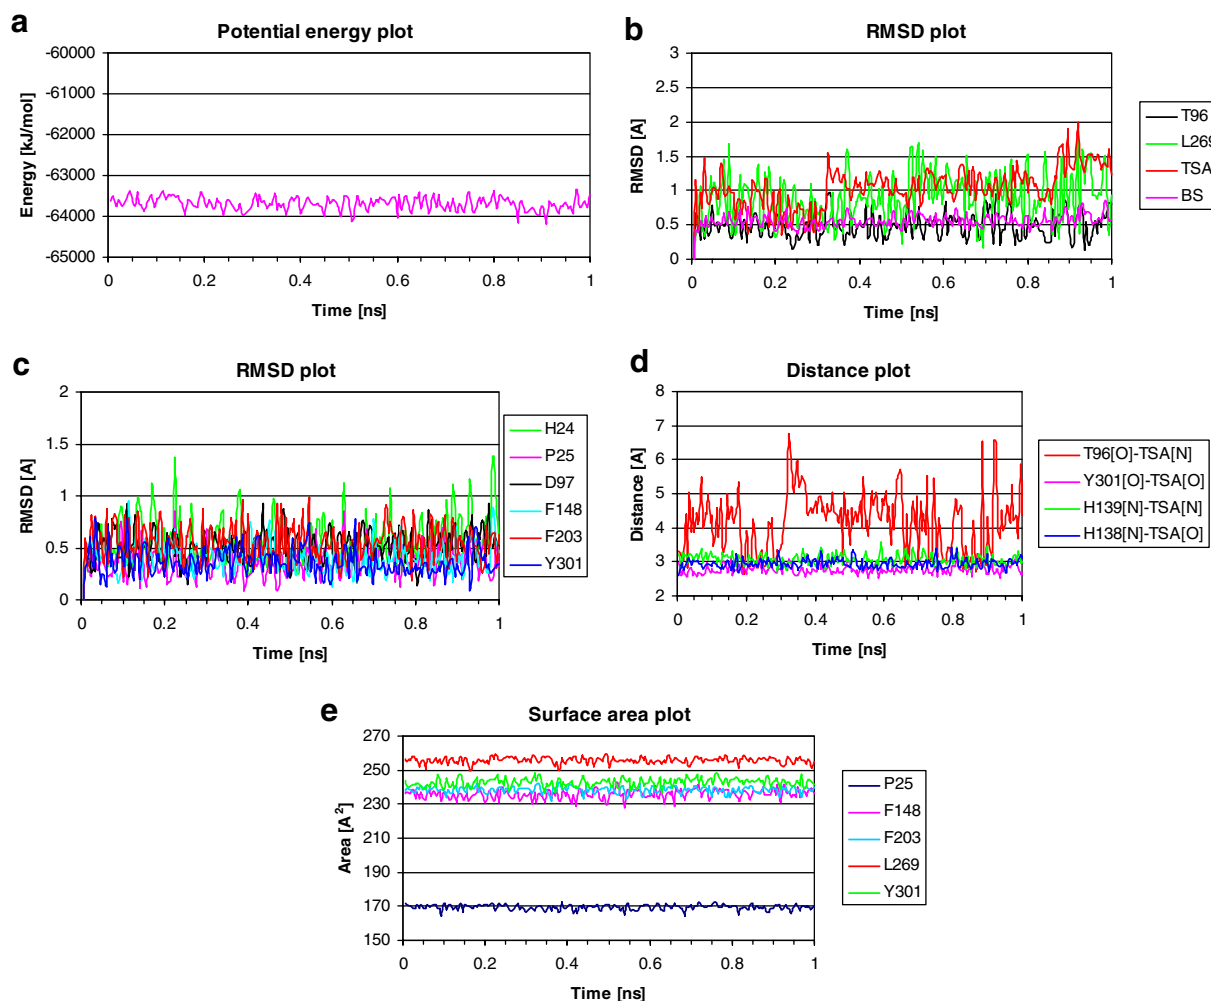 a
Potential energy plot
-60000
-61000
-62000
-63000
-64000
-65000
Energy [kJ/mol]
0 0.2 0.4 0.6 0.8 1
Time [ns]
b
RMSD plot
3
2.5
2
1.5
1
0.5
0
RMSD [A]
0 0.2 0.4 0.6 0.8 1
Time [ns]
T96
L269
TSA
BS
c
RMSD plot
2
1.5
1
0.5
0
RMSD [A]
0 0.2 0.4 0.6 0.8 1
Time [ns]
H24
P25
D97
F148
F203
Y301
d
Distance plot
8
7
6
5
4
3
2
Distance [A]
0 0.2 0.4 0.6 0.8 1
Time [ns]
T96[O]-TSA[N]
Y301[O]-TSA[O]
H139[N]-TSA[N]
H138[N]-TSA[O]
e
Surface area plot
270
250
230
210
190
170
150
Area [A²]
0 0.2 0.4 0.6 0.8 1
Time [ns]
P25
F148
F203
L269
Y301